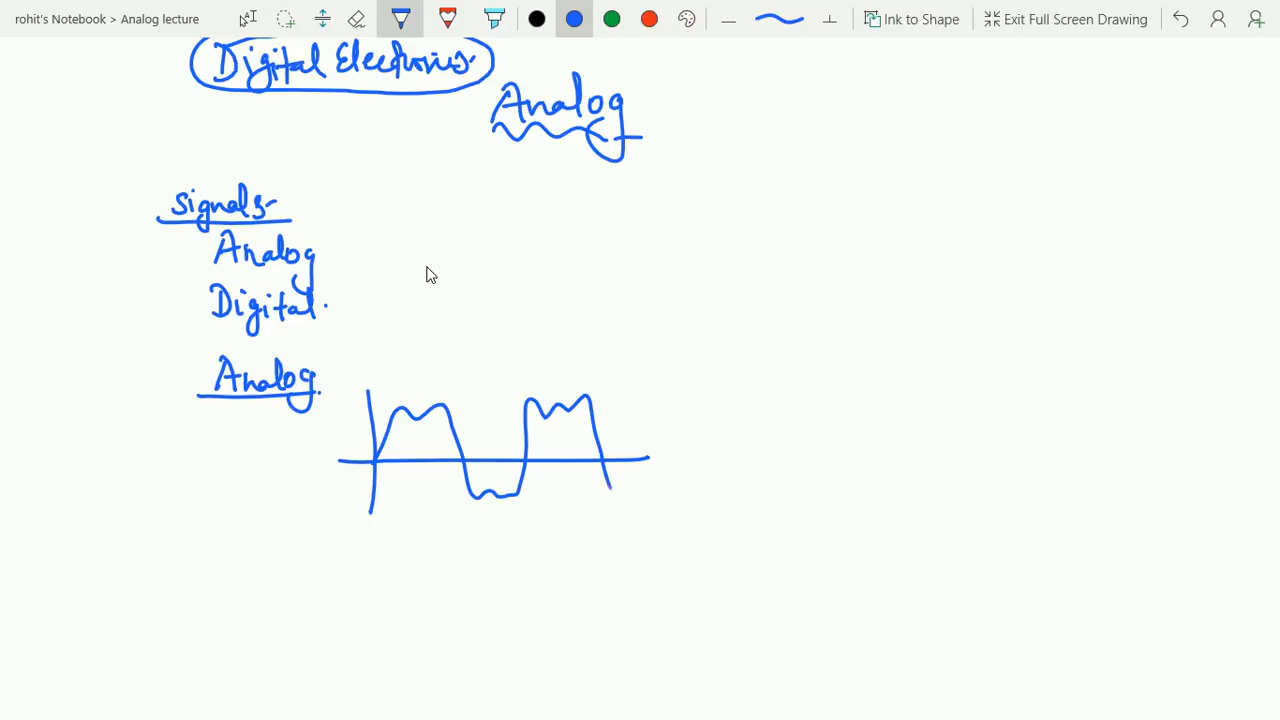 rohit's Notebook > Analog lecture
Ink to Shape
Exit Full Screen Drawing
Digital Electronics
Analog
Signals-
Analog
Digital.
Analog.